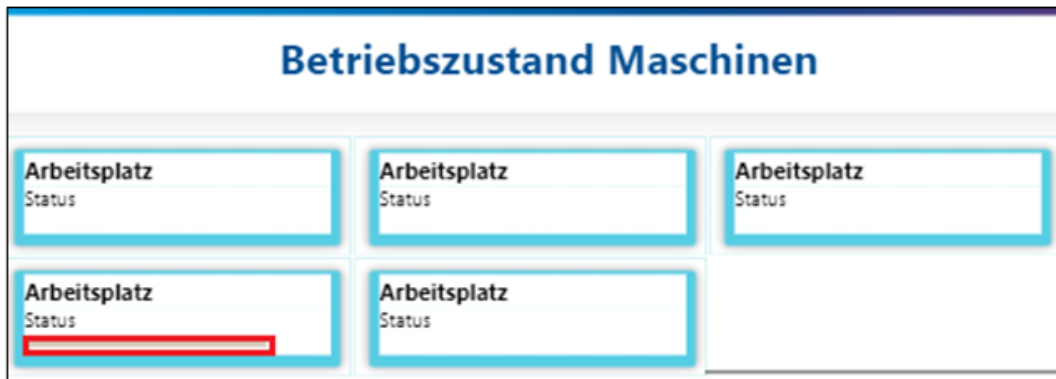 Betriebszustand Maschinen
Arbeitsplatz
Status
Arbeitsplatz
Status
Arbeitsplatz
Status
Arbeitsplatz
Status
Arbeitsplatz
Status